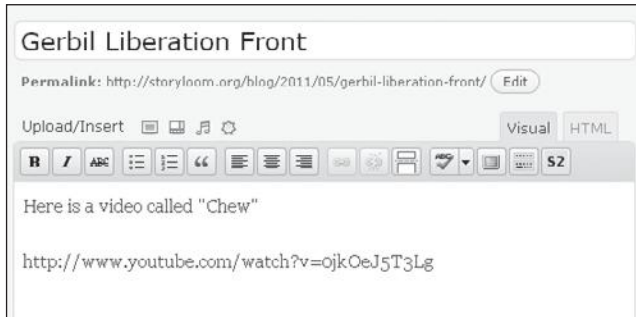 Gerbil Liberation Front
Permalink: http://storyloom.org/blog/2011/05/gerbil-liberation-front/ Edit
Upload/Insert Visual HTML
B I ABC ABC S2
Here is a video called "Chew"
http://www.youtube.com/watch?v=0jkOeJ5T3Lg